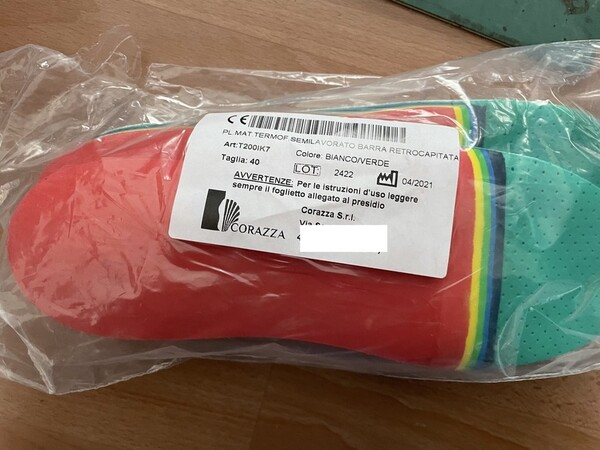 CE
PL.MAT.TERMOF.SEMILAVORATO BARRA RETROCAPITATA
Art:T200IK7 Colore: BIANCO/VERDE
Taglia: 40
LOT: 2422 04/2021
AVVERTENZE: Per le istruzioni d'uso leggere
sempre il foglietto allegato al presidio
CORAZZA
Corazza S.r.l.
Via